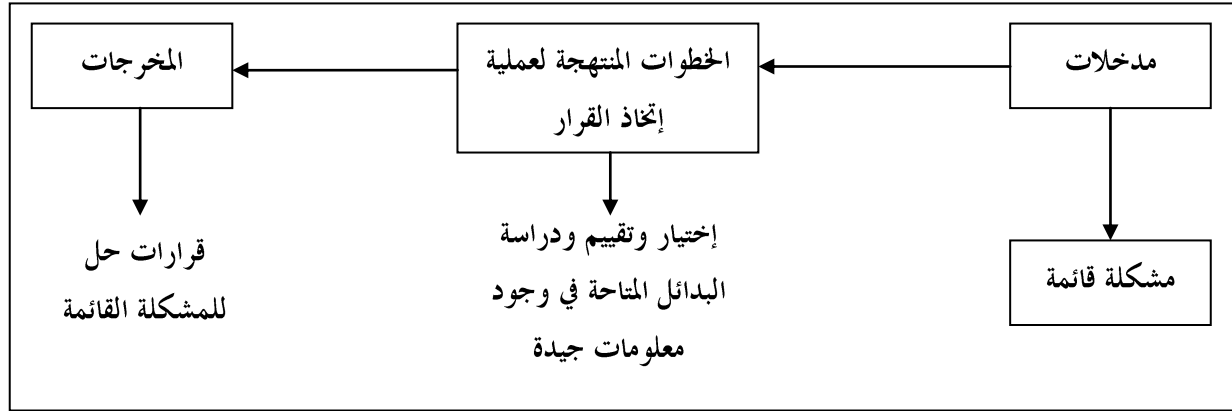 مدخلات
الخطوات المنتهجة لعملية
إتخاذ القرار
المخرجات
مشكلة قائمة
إختيار وتقييم ودراسة
البدائل المتاحة في وجود
معلومات جيدة
قرارات حل
للمشكلة القائمة